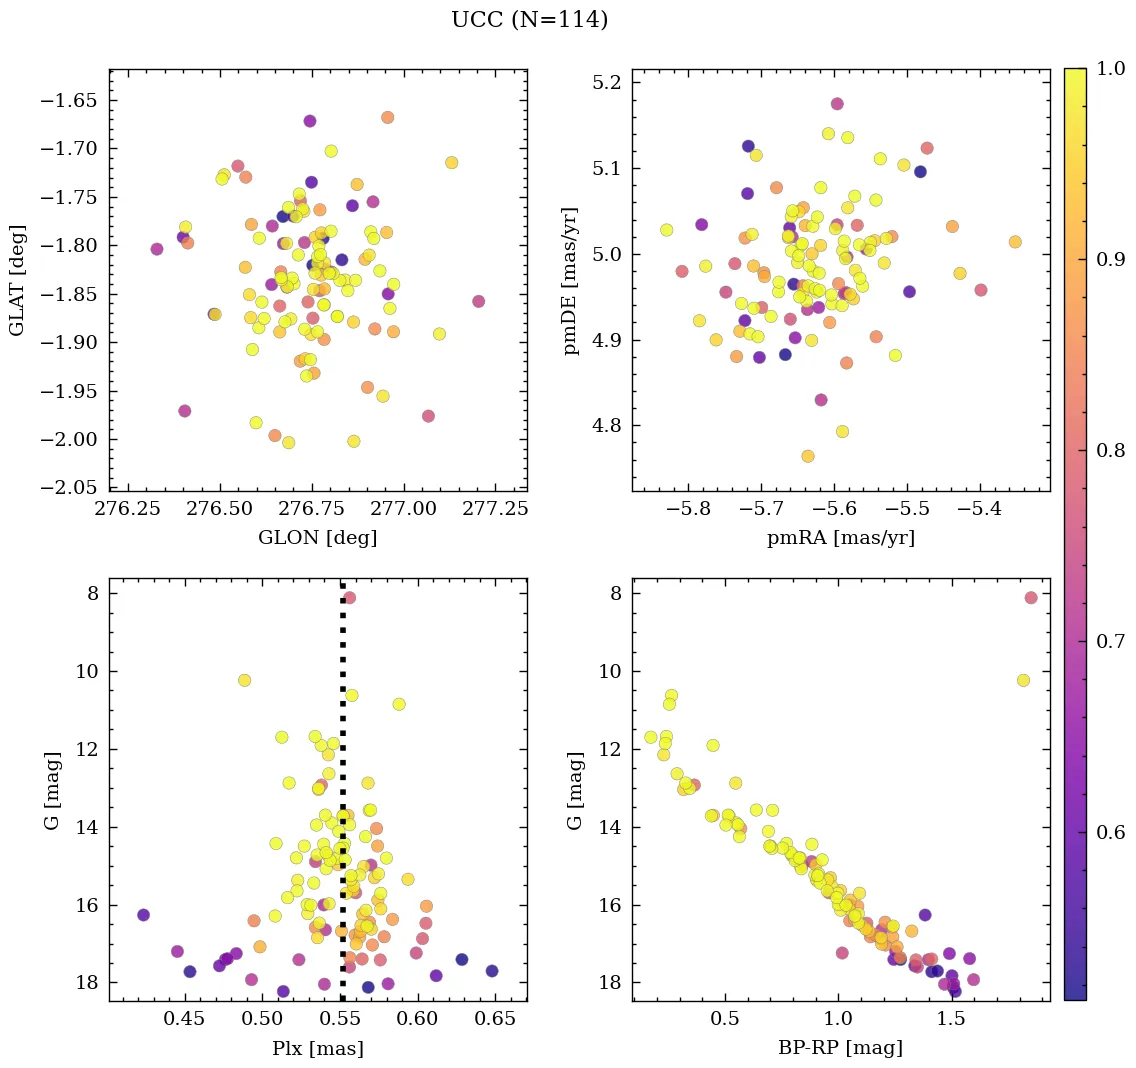 UCC (N=114)
−1.65
−1.70
−1.75
−1.80
−1.85
−1.90
−1.95
−2.00
−2.05
GLAT [deg]
276.25 276.50 276.75 277.00 277.25
GLON [deg]
5.2
5.1
5.0
4.9
4.8
pmDE [mas/yr]
−5.8 −5.7 −5.6 −5.5 −5.4
pmRA [mas/yr]
8
10
12
14
16
18
G [mag]
0.45 0.50 0.55 0.60 0.65
Plx [mas]
8
10
12
14
16
18
G [mag]
0.5 1.0 1.5
BP-RP [mag]
1.0
0.9
0.8
0.7
0.6